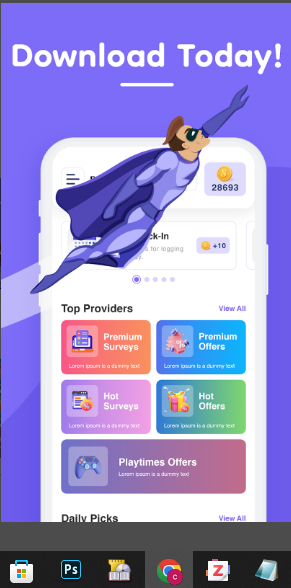 Download Today!
28693
ck-In
s for logging
+10
Top Providers
View All
Premium
Surveys
Lorem ipsum is a dummy text
Premium
Offers
Lorem ipsum is a dummy text
Hot
Surveys
Lorem ipsum is a dummy text
Hot
Offers
Lorem ipsum is a dummy text
Playtimes Offers
Lorem ipsum is a dummy text
Daily Picks
View All
Ps
c
Z